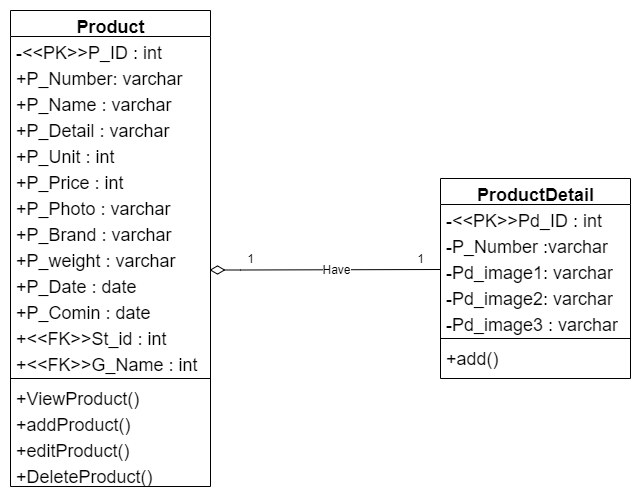 Product
-<<PK>>P_ID : int
+P_Number: varchar
+P_Name : varchar
+P_Detail : varchar
+P_Unit : int
+P_Price : int
+P_Photo : varchar
+P_Brand : varchar
+P_weight : varchar
+P_Date : date
+P_Comin : date
+<<FK>>St_id : int
+<<FK>>G_Name : int
+ViewProduct()
+addProduct()
+editProduct()
+DeleteProduct()
1
Have
1
ProductDetail
-<<PK>>Pd_ID : int
-P_Number :varchar
-Pd_image1: varchar
-Pd_image2: varchar
-Pd_image3 : varchar
+add()